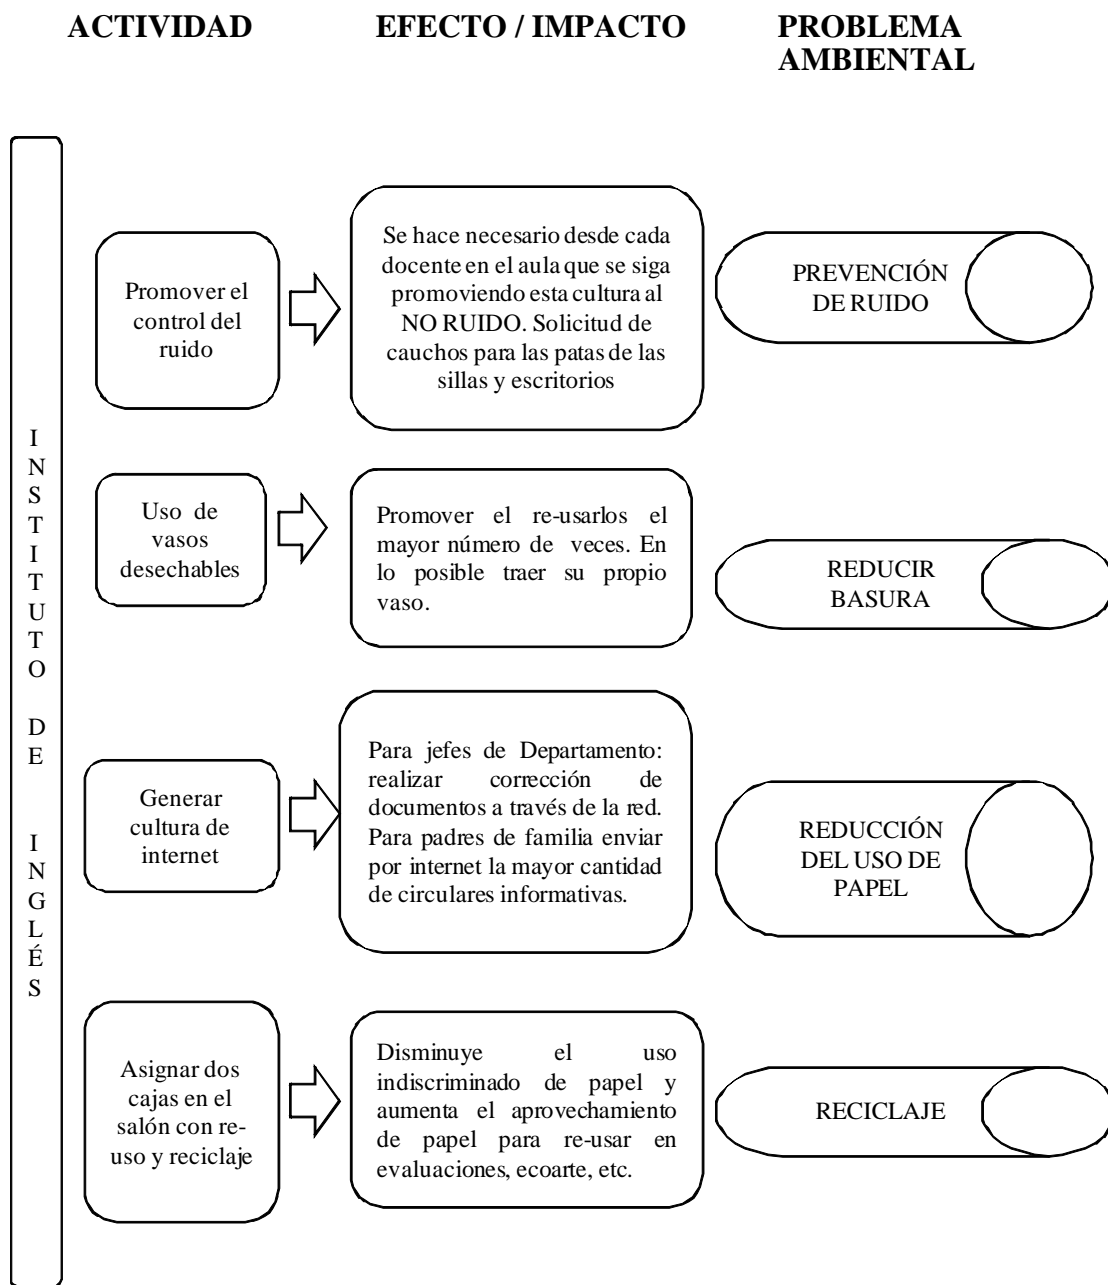 ACTIVIDAD
EFECTO / IMPACTO
PROBLEMA
AMBIENTAL
I
N
S
T
I
T
U
T
O
D
E
I
N
G
L
É
S
Promover el
control del
ruido
Se hace necesario desde cada
docente en el aula que se siga
promoviendo esta cultura al
NO RUIDO. Solicitud de
cauchos para las patas de las
sillas y escritorios
PREVENCIÓN
DE RUIDO
Uso de
vasos
desechables
Promover el re-usarlos el
mayor número de veces. En
lo posible traer su propio
vaso.
REDUCIR
BASURA
Generar
cultura de
internet
Para jefes de Departamento:
realizar corrección de
documentos a través de la red.
Para padres de familia enviar
por internet la mayor cantidad
de circulares informativas.
REDUCCIÓN
DEL USO DE
PAPEL
Asignar dos
cajas en el
salón con re-
uso y reciclaje
Disminuye el uso
indiscriminado de papel y
aumenta el aprovechamiento
de papel para re-usar en
evaluaciones, ecoarte, etc.
RECICLAJE